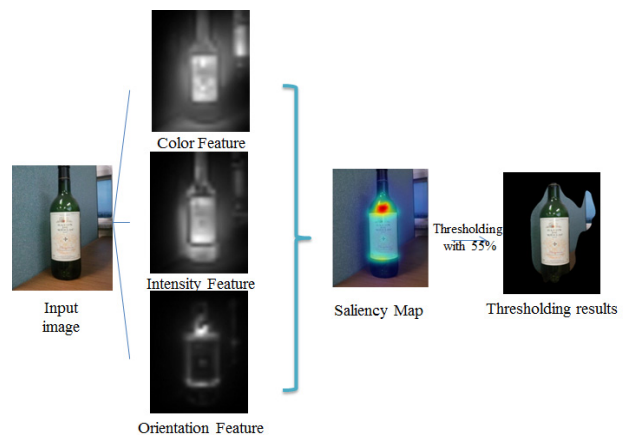 Color Feature
Input
image
Intensity Feature
Orientation Feature
Saliency Map
Thresholding
with 55%
Thresholding results